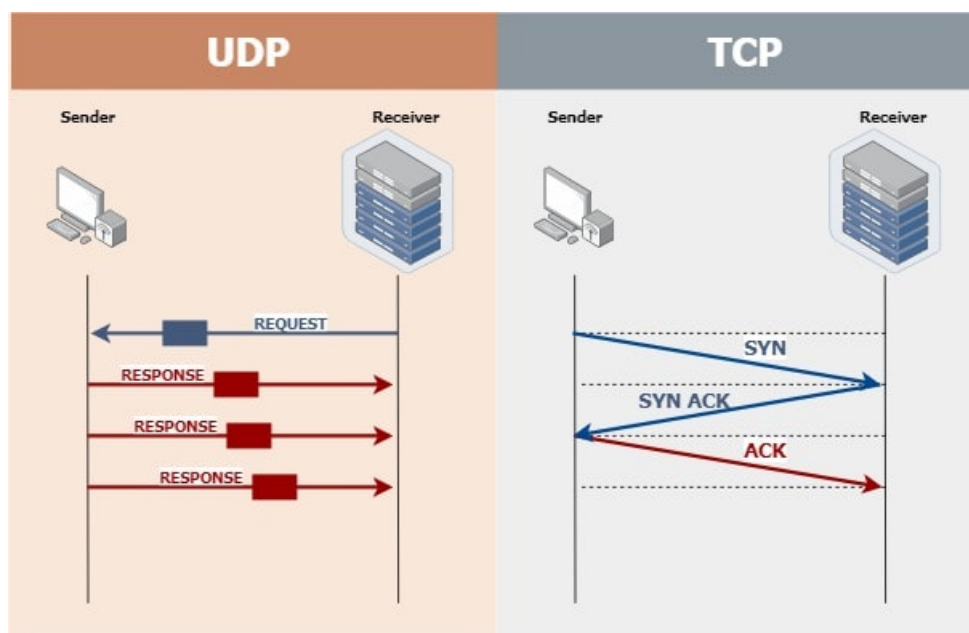 UDP
TCP
Sender
Receiver
Sender
Receiver
REQUEST
RESPONSE
RESPONSE
RESPONSE
SYN
SYN ACK
ACK